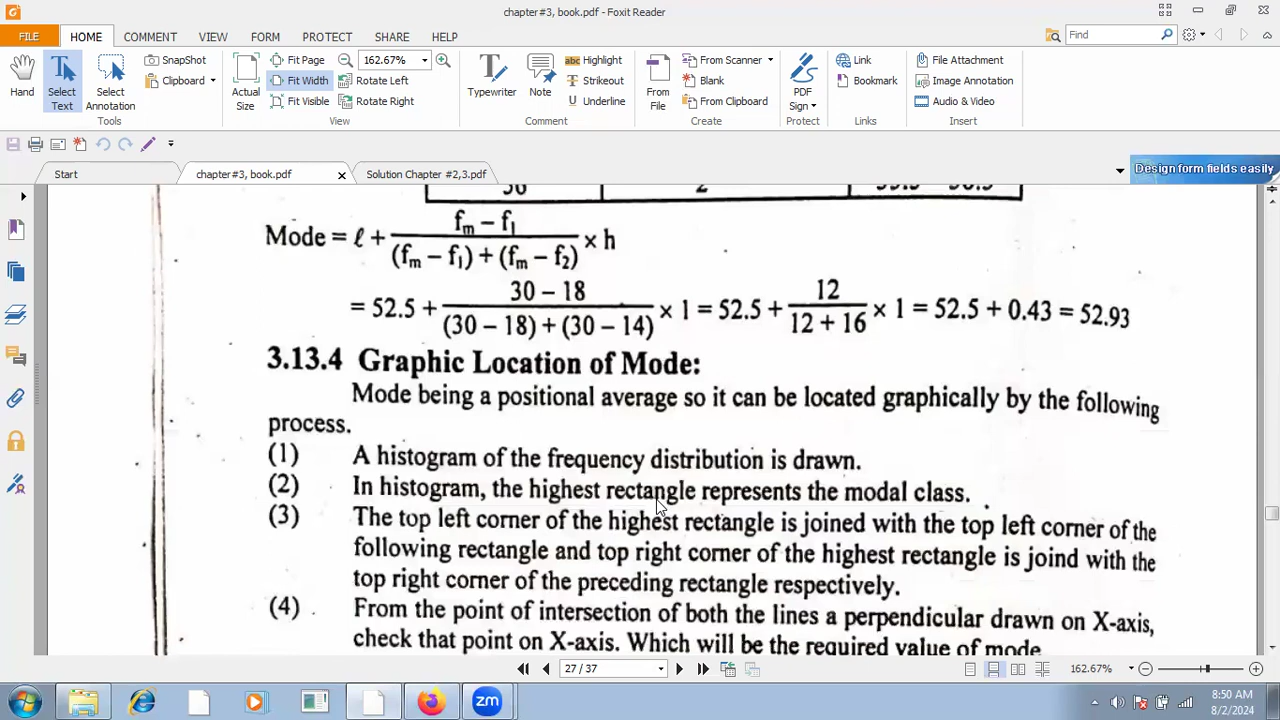 chapter#3, book.pdf - Foxit Reader
FILE HOME COMMENT VIEW FORM PROTECT SHARE HELP Find
Hand Select Text Select Annotation SnapShot Clipboard Tools
Actual Size Fit Page Fit Width Fit Visible 162.67% Rotate Left Rotate Right View
Typewriter Note Highlight Strikeout Underline Comment
From File From Scanner Blank From Clipboard Create
PDF Sign Protect
Link Bookmark Links
File Attachment Image Annotation Audio & Video Insert
Start chapter#3, book.pdf Solution Chapter #2,3.pdf Design form fields easily
Mode = ℓ + (fm – f1) / ((fm – f1) + (fm – f2)) × h
= 52.5 + (30 – 18) / ((30 – 18) + (30 – 14)) × 1 = 52.5 + 12 / (12 + 16) × 1 = 52.5 + 0.43 = 52.93
3.13.4 Graphic Location of Mode:
Mode being a positional average so it can be located graphically by the following
process.
(1) A histogram of the frequency distribution is drawn.
(2) In histogram, the highest rectangle represents the modal class.
(3) The top left corner of the highest rectangle is joined with the top left corner of the
following rectangle and top right corner of the highest rectangle is joind with the
top right corner of the preceding rectangle respectively.
(4) From the point of intersection of both the lines a perpendicular drawn on X-axis,
check that point on X-axis. Which will be the required value of mode
27 / 37 162.67%
zm
8:50 AM
8/2/2024